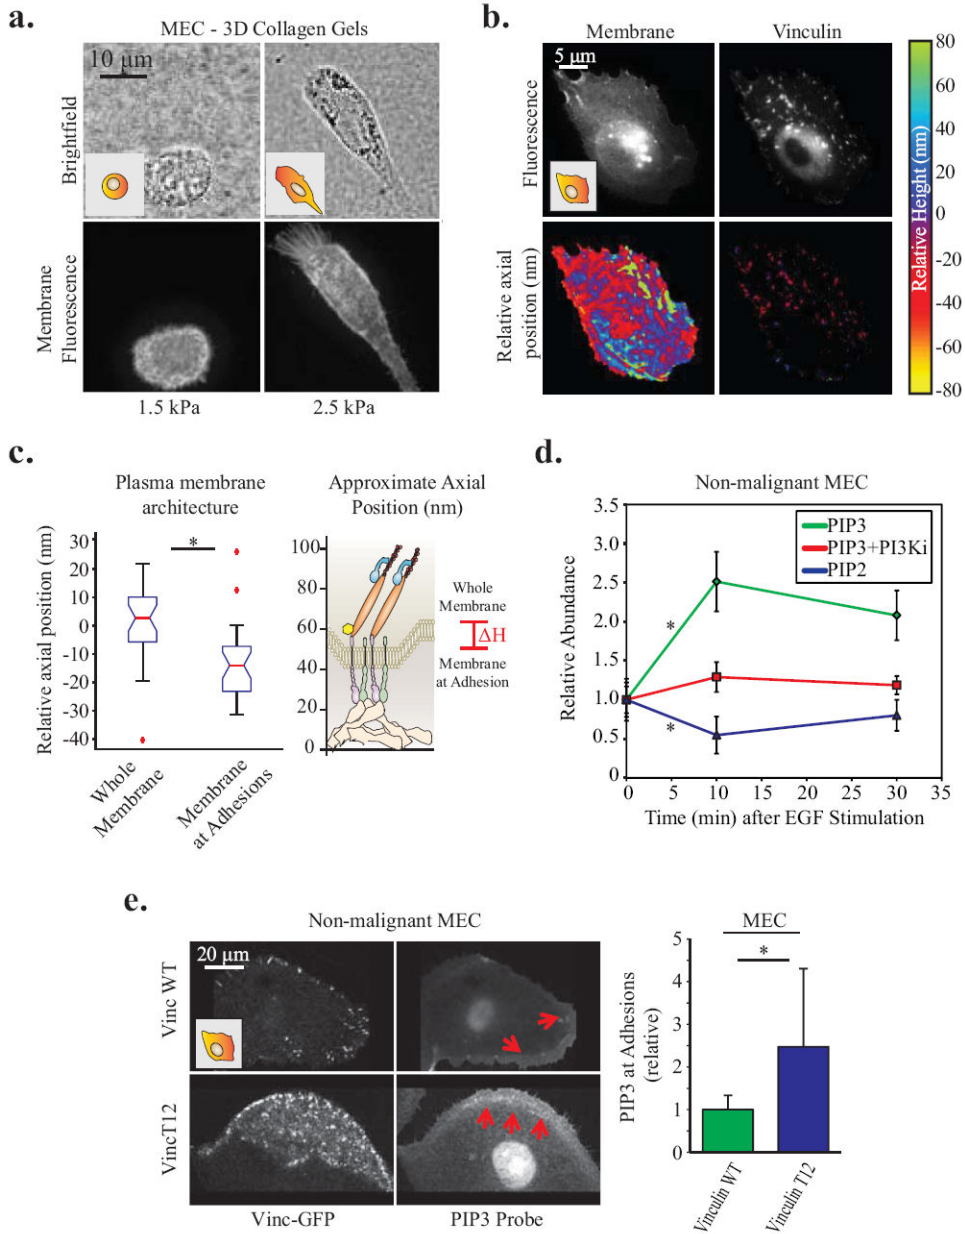 a.
MEC - 3D Collagen Gels
10 μm
Brightfield
Membrane
Fluorescence
1.5 kPa
2.5 kPa
b.
Membrane
Vinculin
5 μm
Fluorescence
Relative axial
position (nm)
80
60
40
20
0
-20
-40
-60
-80
Relative Height (nm)
c.
Plasma membrane
architecture
Relative axial position (nm)
30
20
10
0
-10
-20
-30
-40
*
Whole
Membrane
Membrane
at Adhesions
Approximate Axial
Position (nm)
100
80
60
40
20
0
Whole
Membrane
ΔH
Membrane
at Adhesion
d.
Non-malignant MEC
Relative Abundance
3.5
3.0
2.5
2.0
1.5
1.0
0.5
0
PIP3
PIP3+PI3Ki
PIP2
*
*
0 5 10 15 20 25 30 35
Time (min) after EGF Stimulation
e.
Non-malignant MEC
20 μm
Vinc WT
VincT12
Vinc-GFP
PIP3 Probe
MEC
*
PIP3 at Adhesions
(relative)
5
4
3
2
1
0
Vinculin WT
Vinculin T12